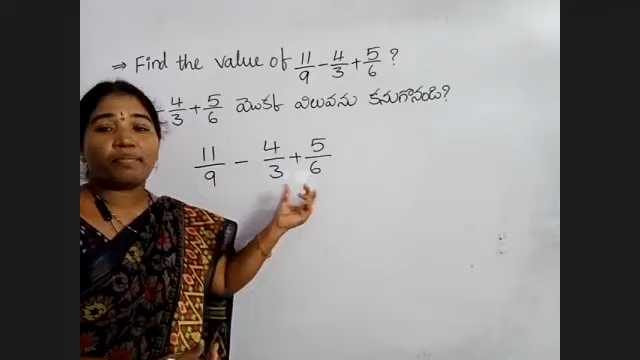 ⇒ Find the value of 11/9 - 4/3 + 5/6 ?
- 4/3 + 5/6 యొక్క విలువను కనుగొనండి?
11/9 - 4/3 + 5/6